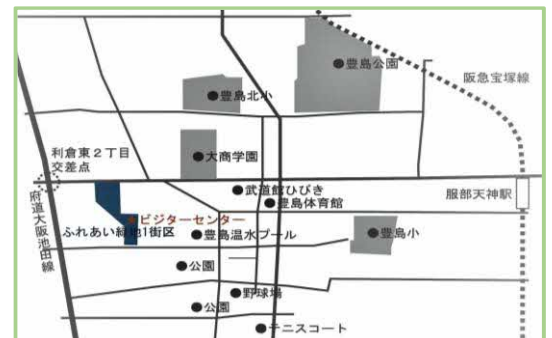 豊島公園
阪急宝塚線
豊島北小
利倉東2丁目
交差点
大商学園
府道大阪池田線
武道館ひびき
服部天神駅
豊島体育館
ビジターセンター
ふれあい緑地1街区
豊島温水プール
豊島小
公園
野球場
公園
テニスコート